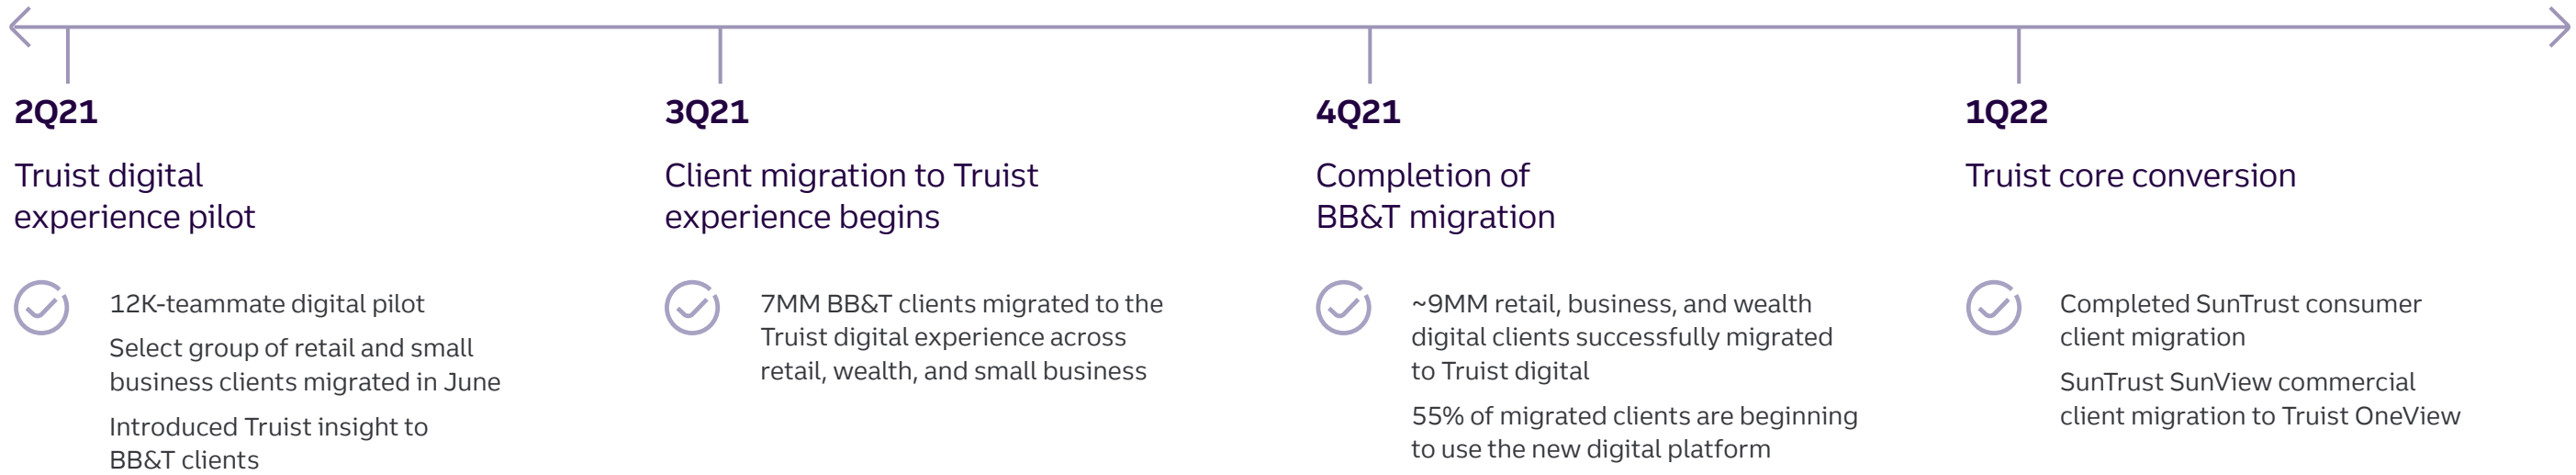 2Q21
Truist digital
experience pilot
12K-teammate digital pilot
Select group of retail and small
business clients migrated in June
Introduced Truist insight to
BB&T clients
3Q21
Client migration to Truist
experience begins
7MM BB&T clients migrated to the
Truist digital experience across
retail, wealth, and small business
4Q21
Completion of
BB&T migration
~9MM retail, business, and wealth
digital clients successfully migrated
to Truist digital
55% of migrated clients are beginning
to use the new digital platform
1Q22
Truist core conversion
Completed SunTrust consumer
client migration
SunTrust SunView commercial
client migration to Truist OneView